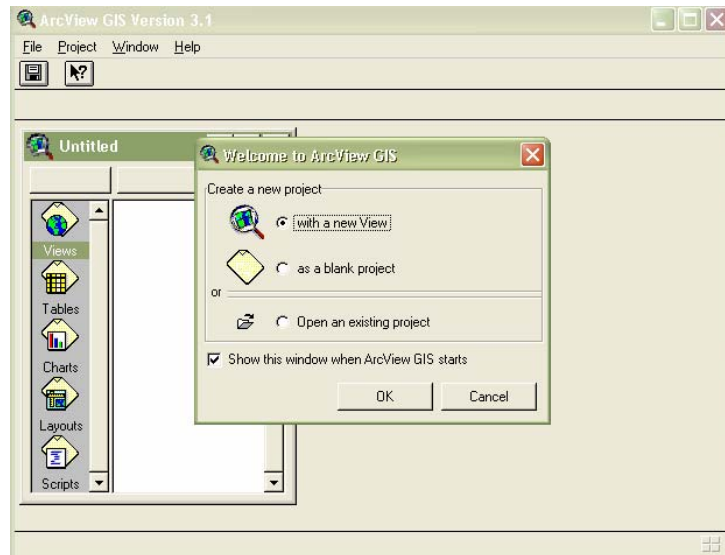 ArcView GIS Version 3.1
File Project Window Help
Untitled
Views
Tables
Charts
Layouts
Scripts
Welcome to ArcView GIS
Create a new project
with a new View
as a blank project
or
Open an existing project
Show this window when ArcView GIS starts
OK Cancel